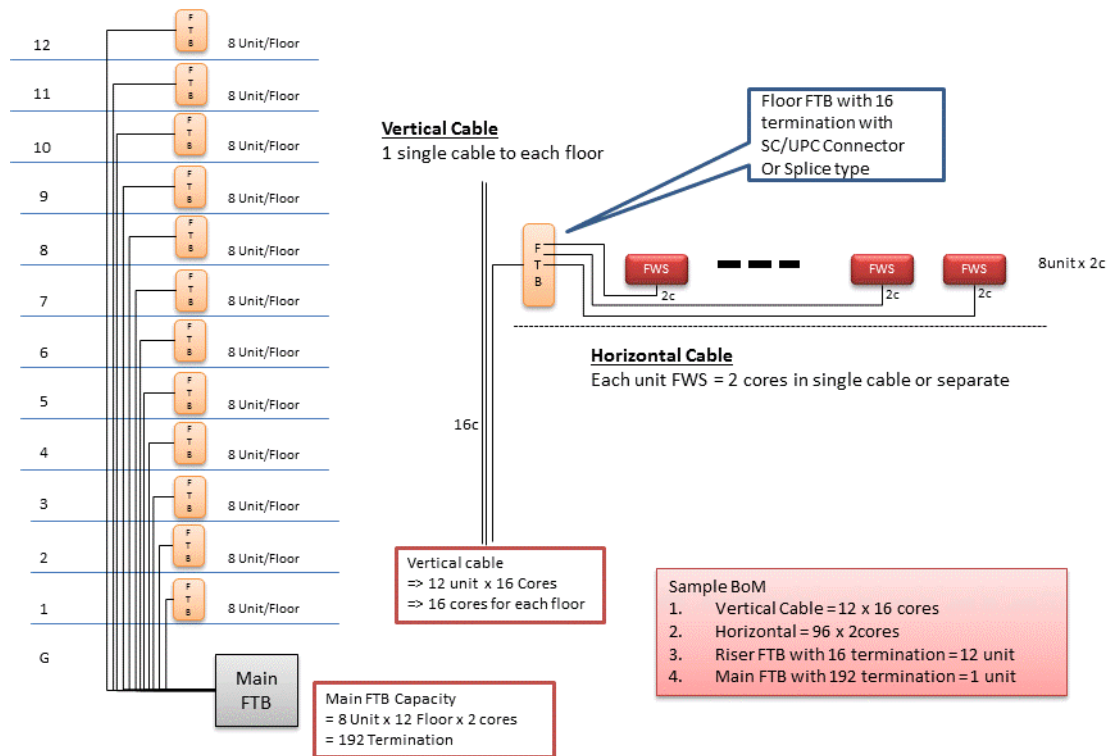 F
T
B
12
8 Unit/Floor
F
T
B
11
8 Unit/Floor
F
T
B
10
8 Unit/Floor
F
T
B
9
8 Unit/Floor
F
T
B
8
8 Unit/Floor
F
T
B
7
8 Unit/Floor
F
T
B
6
8 Unit/Floor
F
T
B
5
8 Unit/Floor
F
T
B
4
8 Unit/Floor
F
T
B
3
8 Unit/Floor
F
T
B
2
8 Unit/Floor
F
T
B
1
8 Unit/Floor
G
Main
FTB
Main FTB Capacity
= 8 Unit x 12 Floor x 2 cores
= 192 Termination
Vertical Cable
1 single cable to each floor
Floor FTB with 16
termination with
SC/UPC Connector
Or Splice type
F
T
B
FWS
FWS
FWS
8unit x 2c
2c
2c
2c
Horizontal Cable
Each unit FWS = 2 cores in single cable or separate
16c
Vertical cable
=> 12 unit x 16 Cores
=> 16 cores for each floor
Sample BoM
1. Vertical Cable = 12 x 16 cores
2. Horizontal = 96 x 2cores
3. Riser FTB with 16 termination = 12 unit
4. Main FTB with 192 termination = 1 unit